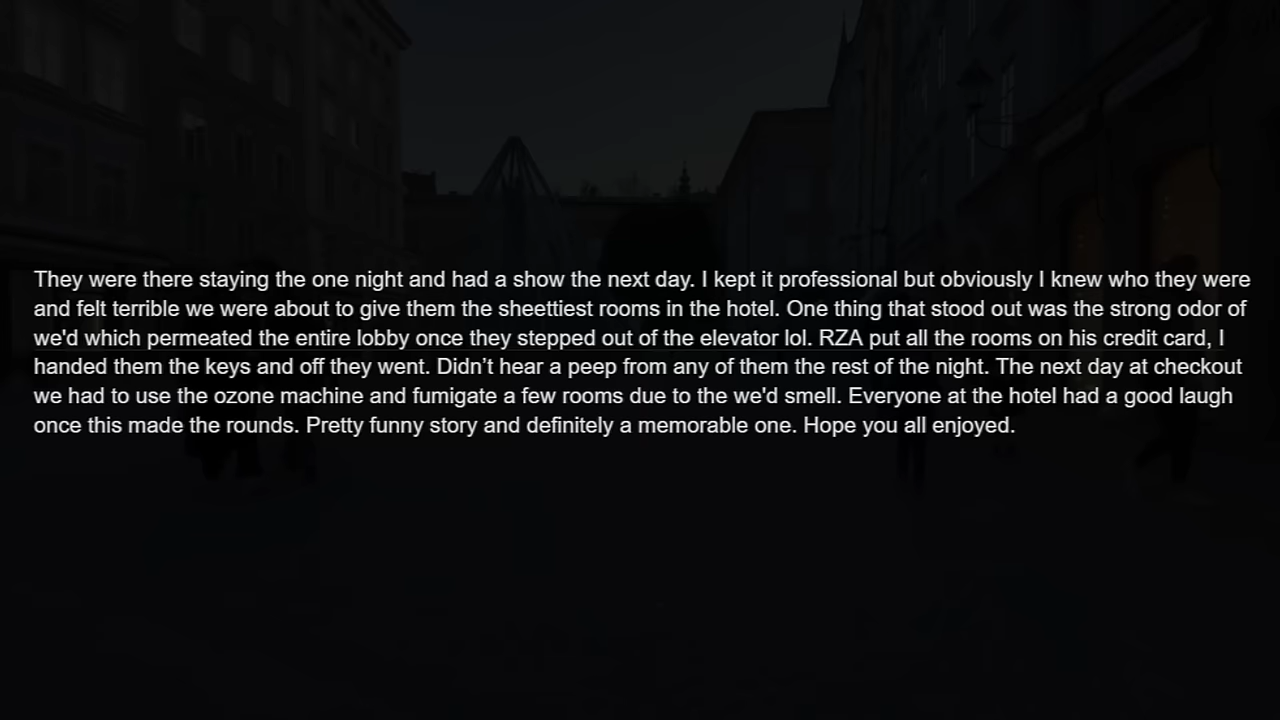 They were there staying the one night and had a show the next day. I kept it professional but obviously I knew who they were
and felt terrible we were about to give them the sheettiest rooms in the hotel. One thing that stood out was the strong odor of
we'd which permeated the entire lobby once they stepped out of the elevator lol. RZA put all the rooms on his credit card, I
handed them the keys and off they went. Didn’t hear a peep from any of them the rest of the night. The next day at checkout
we had to use the ozone machine and fumigate a few rooms due to the we'd smell. Everyone at the hotel had a good laugh
once this made the rounds. Pretty funny story and definitely a memorable one. Hope you all enjoyed.